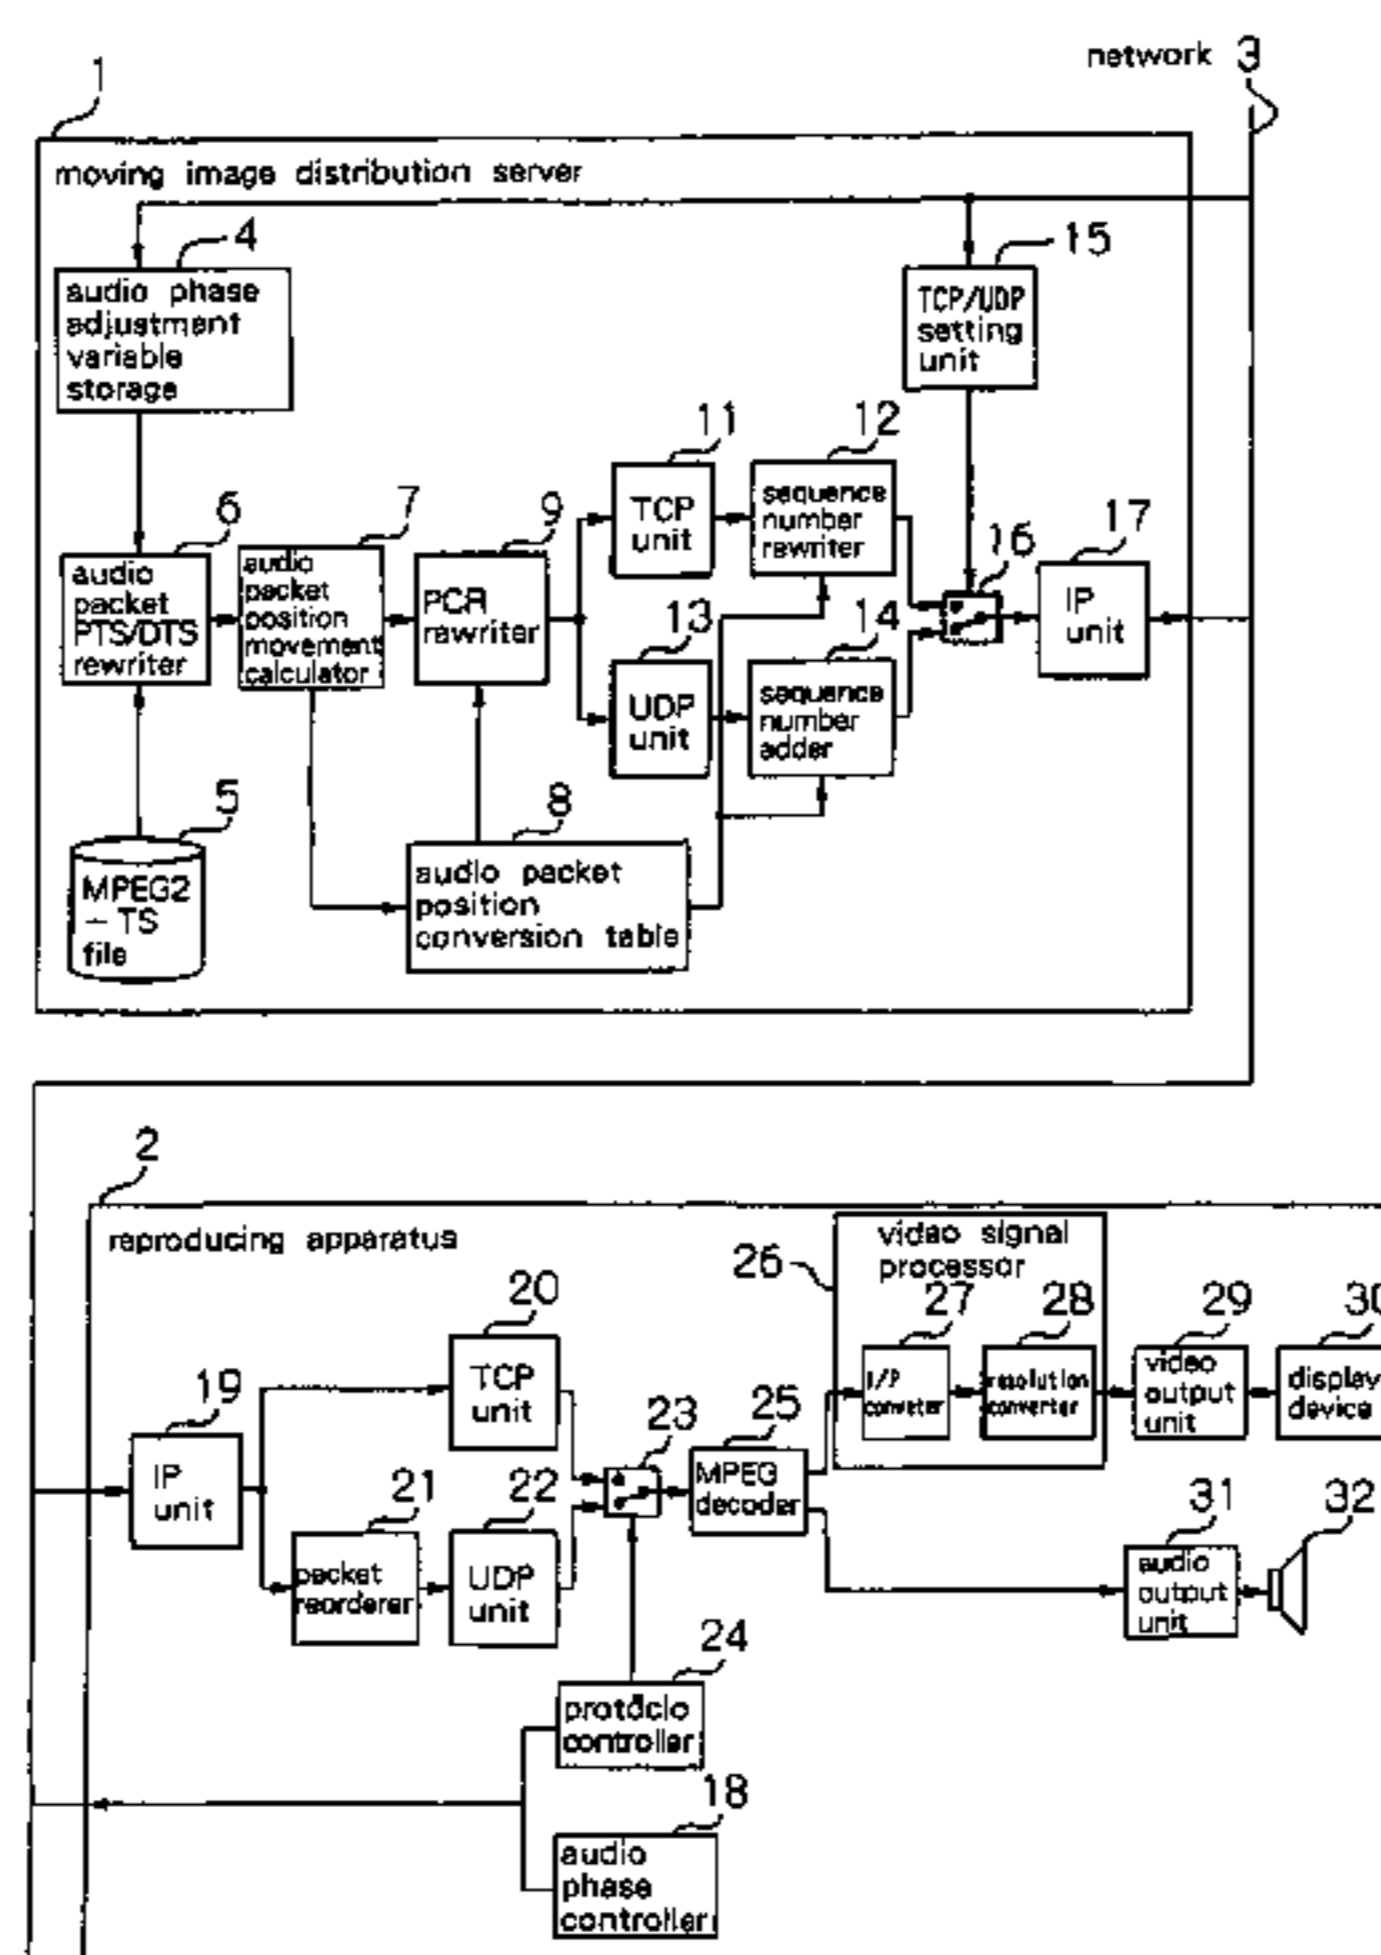 network 3
1
moving image distribution server
4
audio phase
adjustment
variable
storage
15
TCP/UDP
setting
unit
11
TCP
unit
12
sequence
number
rewriter
6
audio
packet
PTS/DTS
rewriter
7
audio
packet
position
movement
calculator
9
PCR
rewriter
16
17
IP
unit
13
UDP
unit
14
sequence
number
adder
5
MPEG2
-TS
file
8
audio packet
position
conversion table
2
reproducing apparatus
26
video signal
processor
20
TCP
unit
27
I/P
conveter
28
resolution
converter
29
video
output
unit
30
display
device
19
IP
unit
23
25
MPEG
decoder
21
packet
reorderer
22
UDP
unit
31
audio
output
unit
32
24
protoclo
controller
18
audio
phase
controller